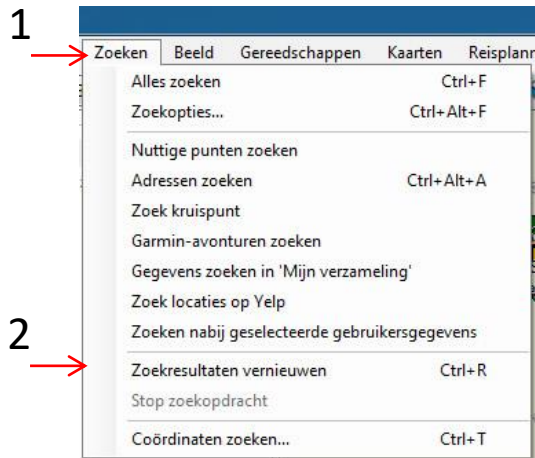 1
Zoeken Beeld Gereedschappen Kaarten Reisplann
Alles zoeken Ctrl+F
Zoekopties... Ctrl+Alt+F
Nuttige punten zoeken
Adressen zoeken Ctrl+Alt+A
Zoek kruispunt
Garmin-avonturen zoeken
Gegevens zoeken in 'Mijn verzameling'
Zoek locaties op Yelp
Zoeken nabij geselecteerde gebruikersgegevens
2
Zoekresultaten vernieuwen Ctrl+R
Stop zoekopdracht
Coördinaten zoeken... Ctrl+T